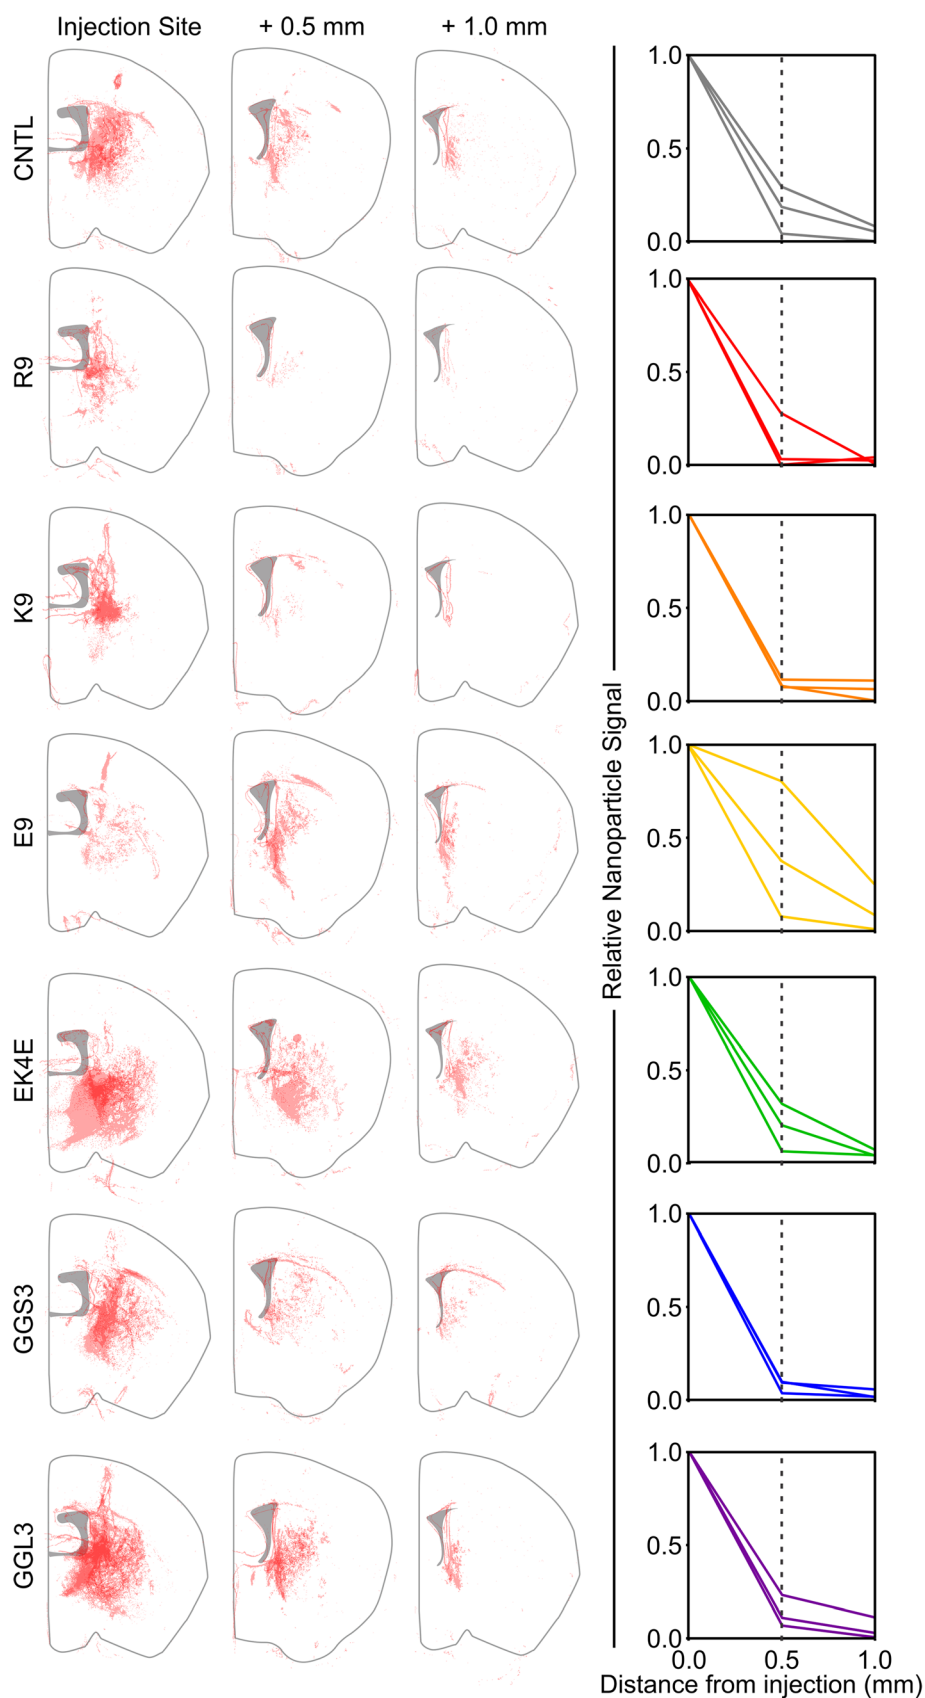 Injection Site + 0.5 mm + 1.0 mm
CNTL
R9
K9
E9
EK4E
GGS3
GGL3
Relative Nanoparticle Signal
1.0
0.5
0.0
1.0
0.5
0.0
1.0
0.5
0.0
1.0
0.5
0.0
1.0
0.5
0.0
1.0
0.5
0.0
1.0
0.5
0.0
0.0 0.5 1.0
Distance from injection (mm)